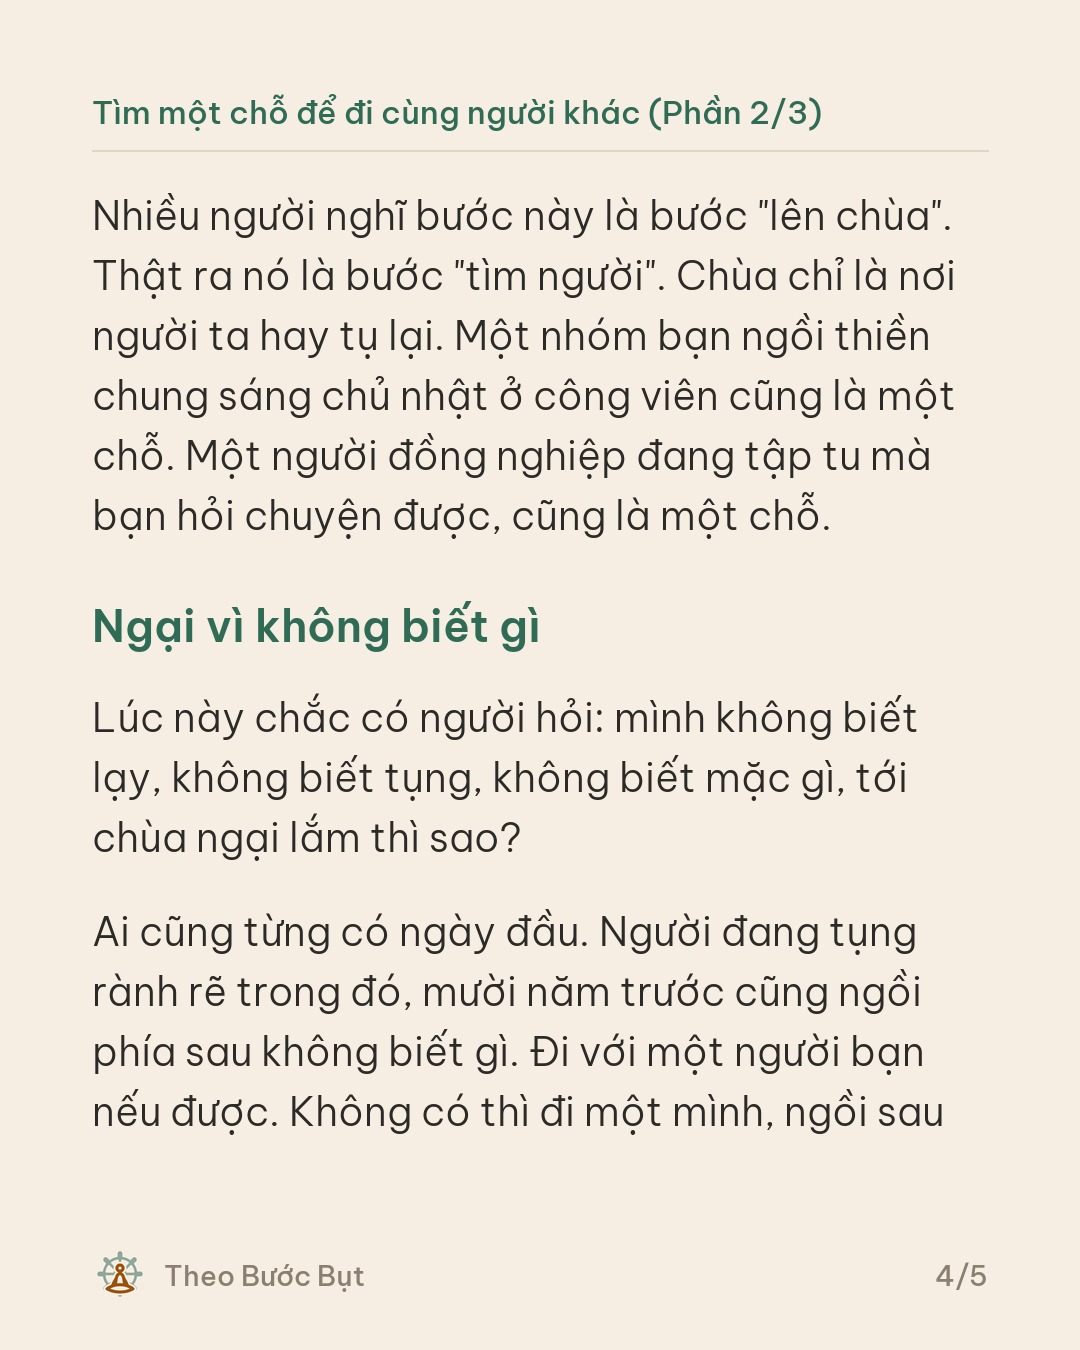 Tìm một chỗ để đi cùng người khác (Phần 2/3)
Nhiều người nghĩ bước này là bước "lên chùa".
Thật ra nó là bước "tìm người". Chùa chỉ là nơi
người ta hay tụ lại. Một nhóm bạn ngồi thiền
chung sáng chủ nhật ở công viên cũng là một
chỗ. Một người đồng nghiệp đang tập tu mà
bạn hỏi chuyện được, cũng là một chỗ.
Ngại vì không biết gì
Lúc này chắc có người hỏi: mình không biết
lạy, không biết tụng, không biết mặc gì, tới
chùa ngại lắm thì sao?
Ai cũng từng có ngày đầu. Người đang tụng
rành rẽ trong đó, mười năm trước cũng ngồi
phía sau không biết gì. Đi với một người bạn
nếu được. Không có thì đi một mình, ngồi sau
Theo Bước Bụt
4/5